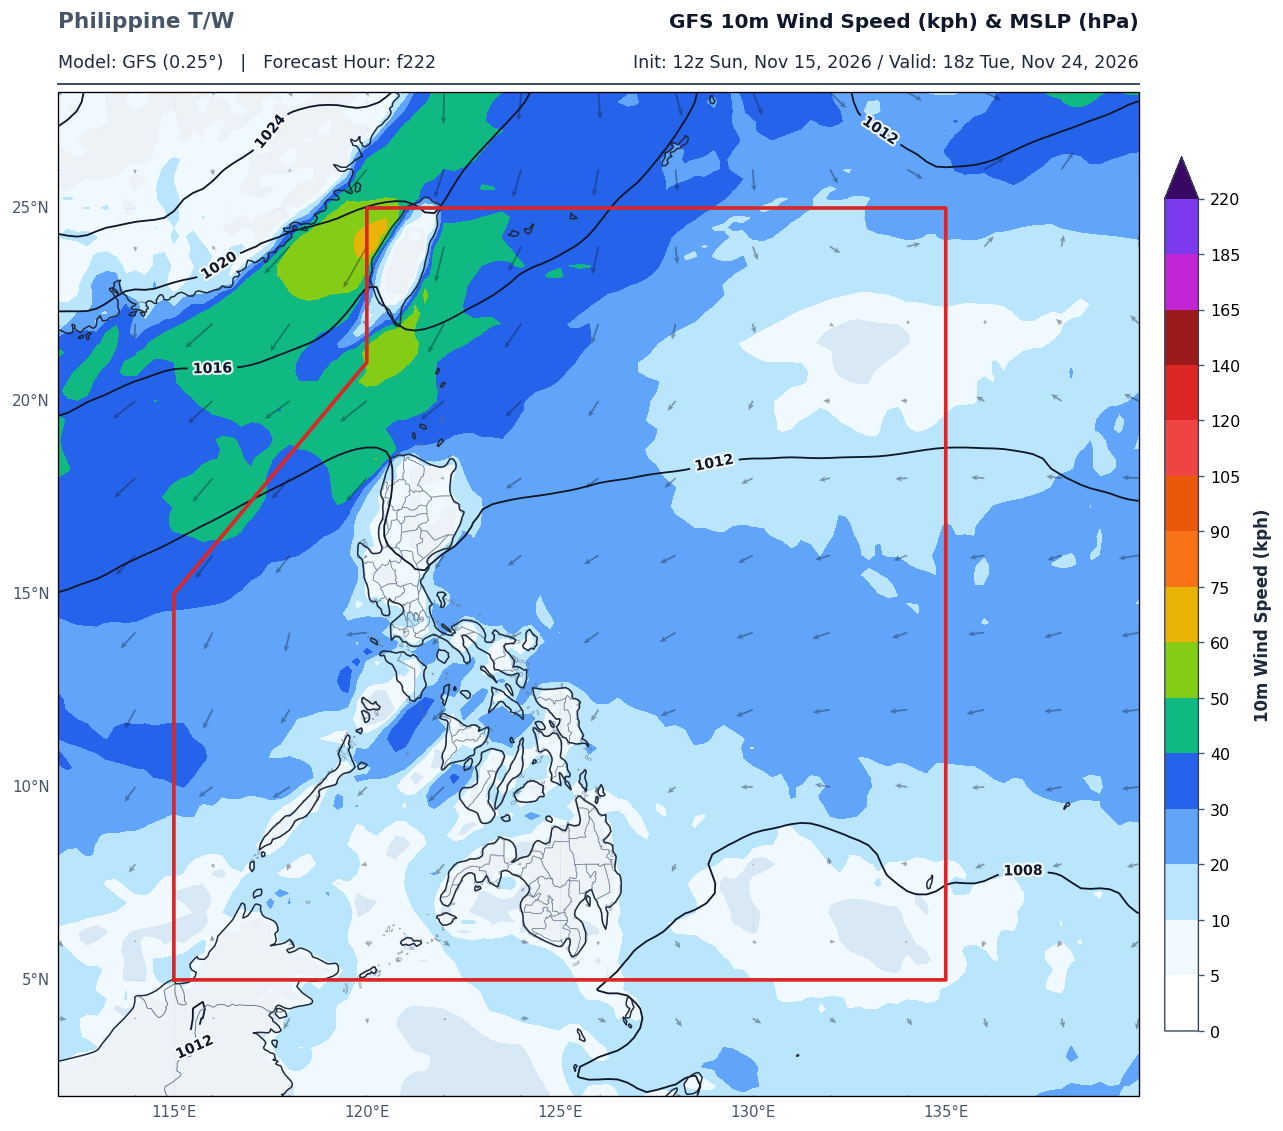 Philippine T/W
GFS 10m Wind Speed (kph) & MSLP (hPa)
Model: GFS (0.25°) | Forecast Hour: f222
Init: 12z Sun, Nov 15, 2026 / Valid: 18z Tue, Nov 24, 2026
1024
1012
1020
1016
1012
1008
1012
25°N
20°N
15°N
10°N
5°N
115°E
120°E
125°E
130°E
135°E
220
185
165
140
120
105
90
75
60
50
40
30
20
10
5
0
10m Wind Speed (kph)